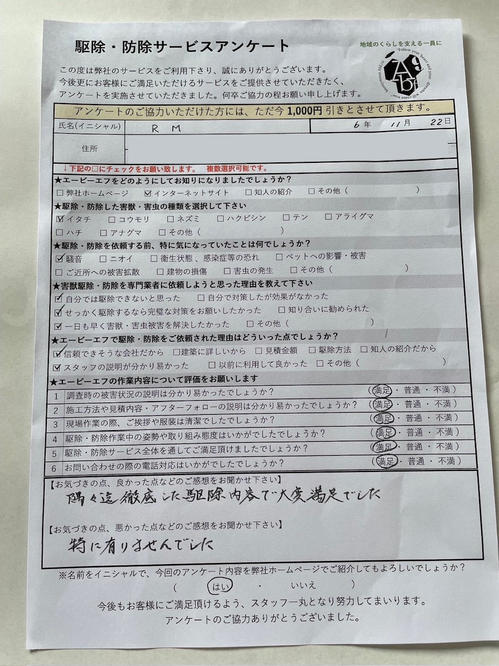 駆除・防除サービスアンケート
地域のくらしを支える一員に
この度は弊社のサービスをご利用下さり、誠にありがとうございます。
今後更にお客様にご満足いただけるサービスをご提供させていただきたく、
アンケートを実施させていただきました。何卒ご協力の程お願い申し上げます。
アンケートのご協力いただけた方には、ただ今1,000円引きとさせて頂きます。
氏名(イニシャル) R M 6年 11月 22日
住所
↓下記の□にチェックをお願い致します。 複数選択可能です。
★エービーエフをどのようにしてお知りになりましたでしょうか?
□弊社ホームページ ☑インターネットサイト □知人の紹介 □その他( )
★駆除・防除した害獣・害虫の種類を選択して下さい
☑イタチ □コウモリ □ネズミ □ハクビシン □テン □アライグマ
□ハチ □アナグマ □その他( )
★駆除・防除を依頼する前、特に気になっていたことは何でしょうか?
☑騒音 □ニオイ □衛生状態、感染症等の恐れ □ペットへの影響・被害
□ご近所への被害拡散 □建物の損傷 □害虫の発生 □その他( )
★害獣駆除・防除を専門業者に依頼しようと思った理由を教えて下さい
☑自分では駆除できないと思った □自分で対策したが効果がなかった
☑せっかく駆除するなら完璧な対策をお願いしたかった □知り合いに勧められた
☑一日も早く害獣・害虫被害を解決したかった □その他( )
★エービーエフで駆除・防除をご依頼された理由はどういった点でしょうか?
☑信頼できそうな会社だから □建築に詳しいから □見積金額 □駆除方法 □知人の紹介だから
☑スタッフの説明が分かり易かった □以前に利用して良かった □その他( )
★エービーエフの作業内容について評価をお願いします
1 調査時の被害状況の説明は分かり易かったでしょうか? (満足・普通・不満)
2 施工方法や見積内容・アフターフォローの説明は分かり易かったでしょうか? (満足・普通・不満)
3 現場作業の際、ご挨拶や服装は清潔でしたでしょうか? (満足・普通・不満)
4 駆除・防除作業中の姿勢や取り組み態度はいかがでしたでしょうか? (満足・普通・不満)
5 駆除・防除サービス全体を通してご満足頂けましたでしょうか? (満足・普通・不満)
6 お問い合わせの際の電話対応はいかがでしたでしょうか? (満足・普通・不満)
【お気づきの点、良かった点などのご感想をお聞かせ下さい】
隅々迄徹底した駆除内容で大変満足でした
【お気づきの点、悪かった点などのご感想をお聞かせ下さい】
特に有りませんでした
※名前をイニシャルで、今回のアンケート内容を弊社ホームページでご紹介してもよろしいでしょうか?
( はい ・ いいえ )
今後もお客様にご満足頂けるよう、スタッフ一丸となり努力してまいります。
アンケートのご協力ありがとうございました。